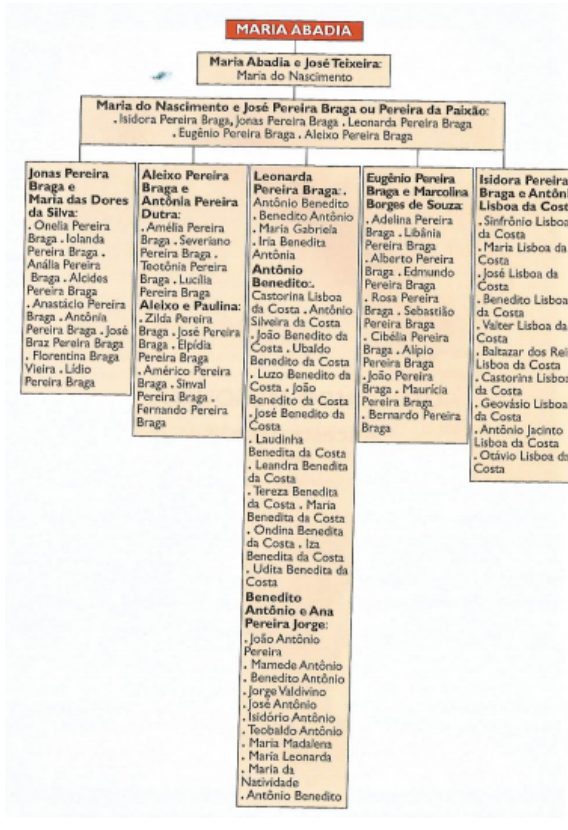 MARIA ABADIA
Maria Abadia e José Teixeira:
Maria do Nascimento
Maria do Nascimento e José Pereira Braga ou Pereira da Paixão:
. Isidora Pereira Braga, Jonas Pereira Braga . Leonarda Pereira Braga
. Eugênio Pereira Braga . Aleixo Pereira Braga
Jonas Pereira
Braga e
Maria das Dores
da Silva:
. Onelia Pereira
Braga . Iolanda
Pereira Braga .
Anália Pereira
Braga . Alcides
Pereira Braga
. Anastácio Pereira
Braga . Antônia
Pereira Braga . José
Braz Pereira Braga
. Florentina Braga
Vieira . Lídio
Pereira Braga
Aleixo Pereira
Braga e
Antônia Pereira
Dutra:
. Amélia Pereira
Braga . Severiano
Pereira Braga .
Teotônia Pereira
Braga . Lucília
Pereira Braga
Aleixo e Paulina:
. Zilda Pereira
Braga . José Pereira
Braga . Elpídia
Pereira Braga
. Américo Pereira
Braga . Sinval
Pereira Braga .
Fernando Pereira
Braga
Leonarda
Pereira Braga:.
Antônio Benedito
. Benedito Antônio
. Maria Gabriela
. Iria Benedita
Antônia
Antônio
Benedito:.
Castorina Lisboa
da Costa . Antônio
Silveira da Costa
. João Benedito da
Costa . Ubaldo
Benedito da Costa
. Luzo Benedito da
Costa . João
Benedito da Costa
. José Benedito da
Costa
. Laudinha
Benedita da Costa
. Leandra Benedita
da Costa
. Tereza Benedita
da Costa . Maria
Benedita da Costa
. Ondina Benedita
da Costa . Iza
Benedita da Costa
. Udita Benedita da
Costa
Benedito
Antônio e Ana
Pereira Jorge:
. João Antônio
Pereira
. Mamede Antônio
. Benedito Antônio
. Jorge Valdivino
. José Antônio
. Isidório Antônio
. Teobaldo Antônio
. Maria Madalena
. Maria Leonarda
. Maria da
Natividade
. Antônio Benedito
Eugênio Pereira
Braga e Marcolina
Borges de Souza:
. Adelina Pereira
Braga . Libânia
Pereira Braga
. Alberto Pereira
Braga . Edmundo
Pereira Braga
. Rosa Pereira
Braga . Sebastião
Pereira Braga
. Cibélia Pereira
Braga . Alípio
Pereira Braga
. João Pereira
Braga . Maurícia
Pereira Braga
. Bernardo Pereira
Braga
Isidora Pereira
Braga e Antôni
Lisboa da Cost
. Sinfrônio Lisboa
da Costa
. Maria Lisboa da
Costa
. José Lisboa da
Costa
. Benedito Lisboa
da Costa
. Valter Lisboa da
Costa
. Baltazar dos Rei
Lisboa da Costa
. Castorina Lisboa
da Costa
. Geovásio Lisboa
da Costa
. Antônio Jacinto
Lisboa da Costa
. Otávio Lisboa da
Costa